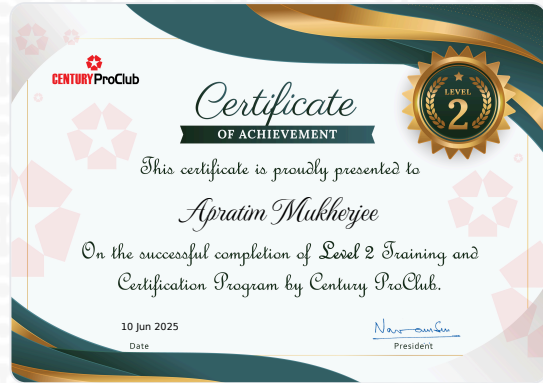 CENTURY ProClub
Certificate
OF ACHIEVEMENT
LEVEL
2
This certificate is proudly presented to
Apratim Mukherjee
On the successful completion of Level 2 Training and
Certification Program by Century ProClub.
10 Jun 2025
Date
President